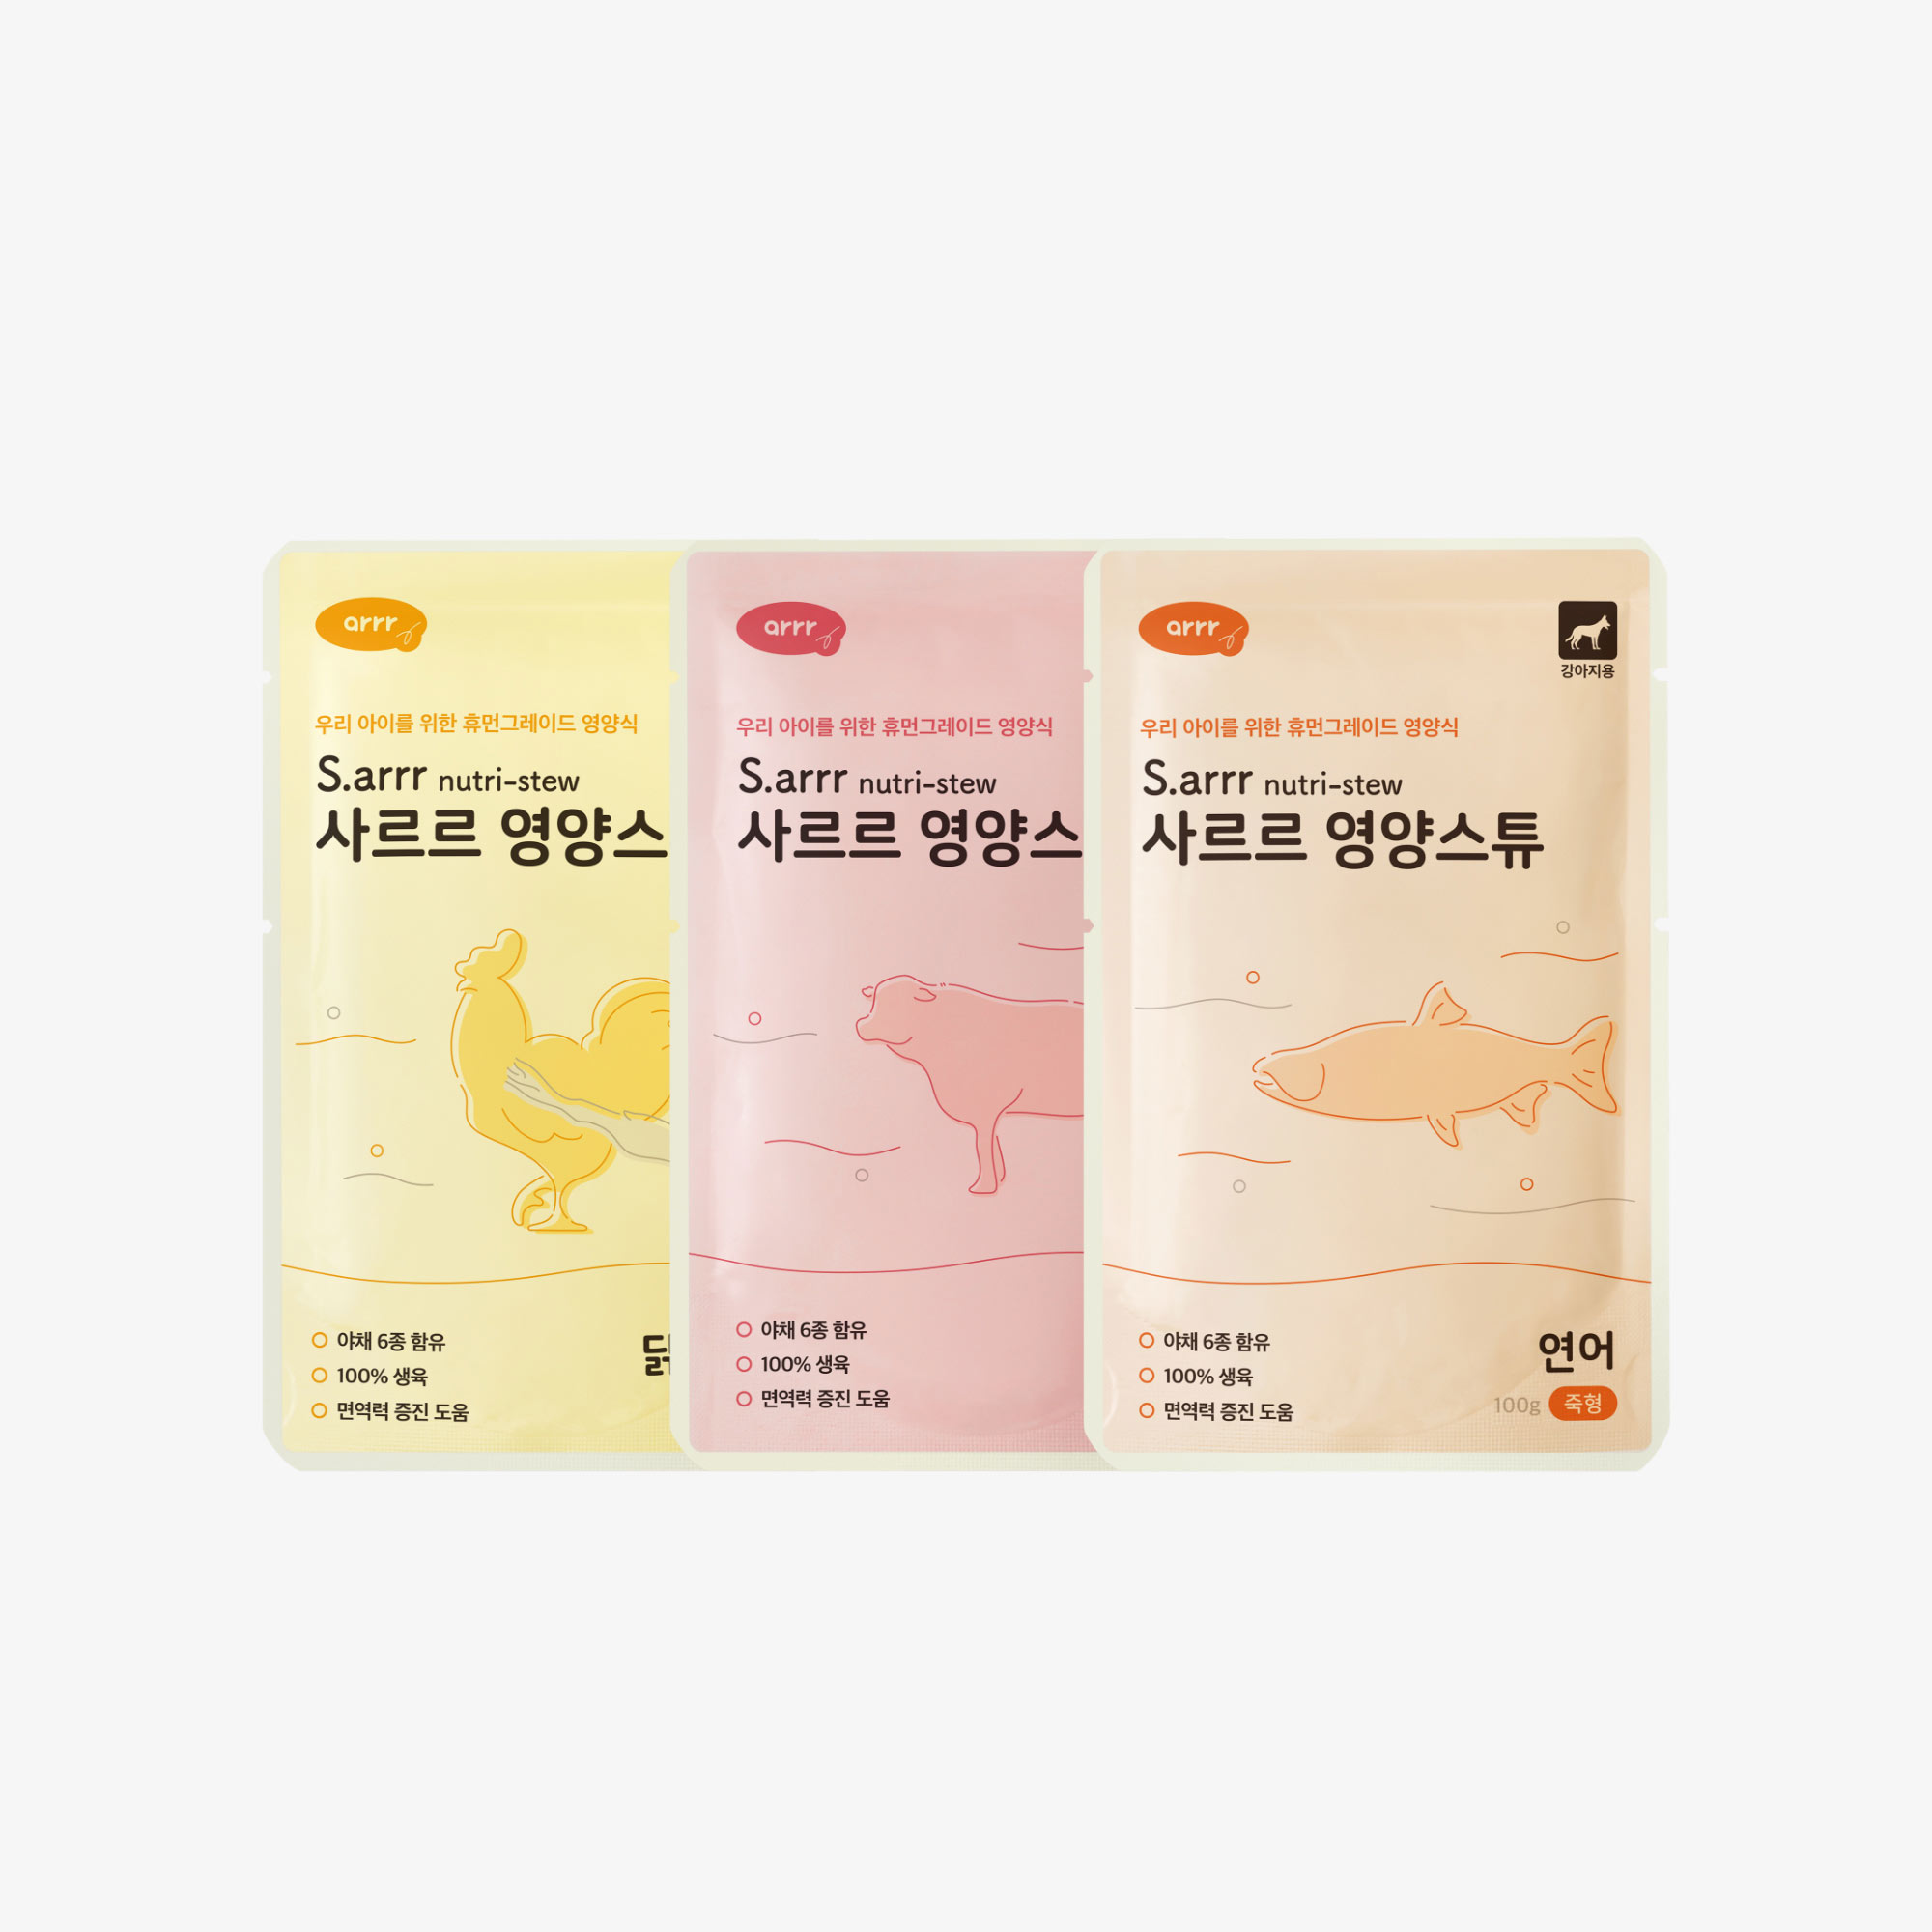 arrr
우리 아이를 위한 휴먼그레이드 영양식
S.arrr nutri-stew
사르르 영양스
야채 6종 함유
100% 생육
면역력 증진 도움
arrr
우리 아이를 위한 휴먼그레이드 영양식
S.arrr nutri-stew
사르르 영양스
야채 6종 함유
100% 생육
면역력 증진 도움
arrr
강아지용
우리 아이를 위한 휴먼그레이드 영양식
S.arrr nutri-stew
사르르 영양스튜
야채 6종 함유
100% 생육
면역력 증진 도움
연어
100g 죽형